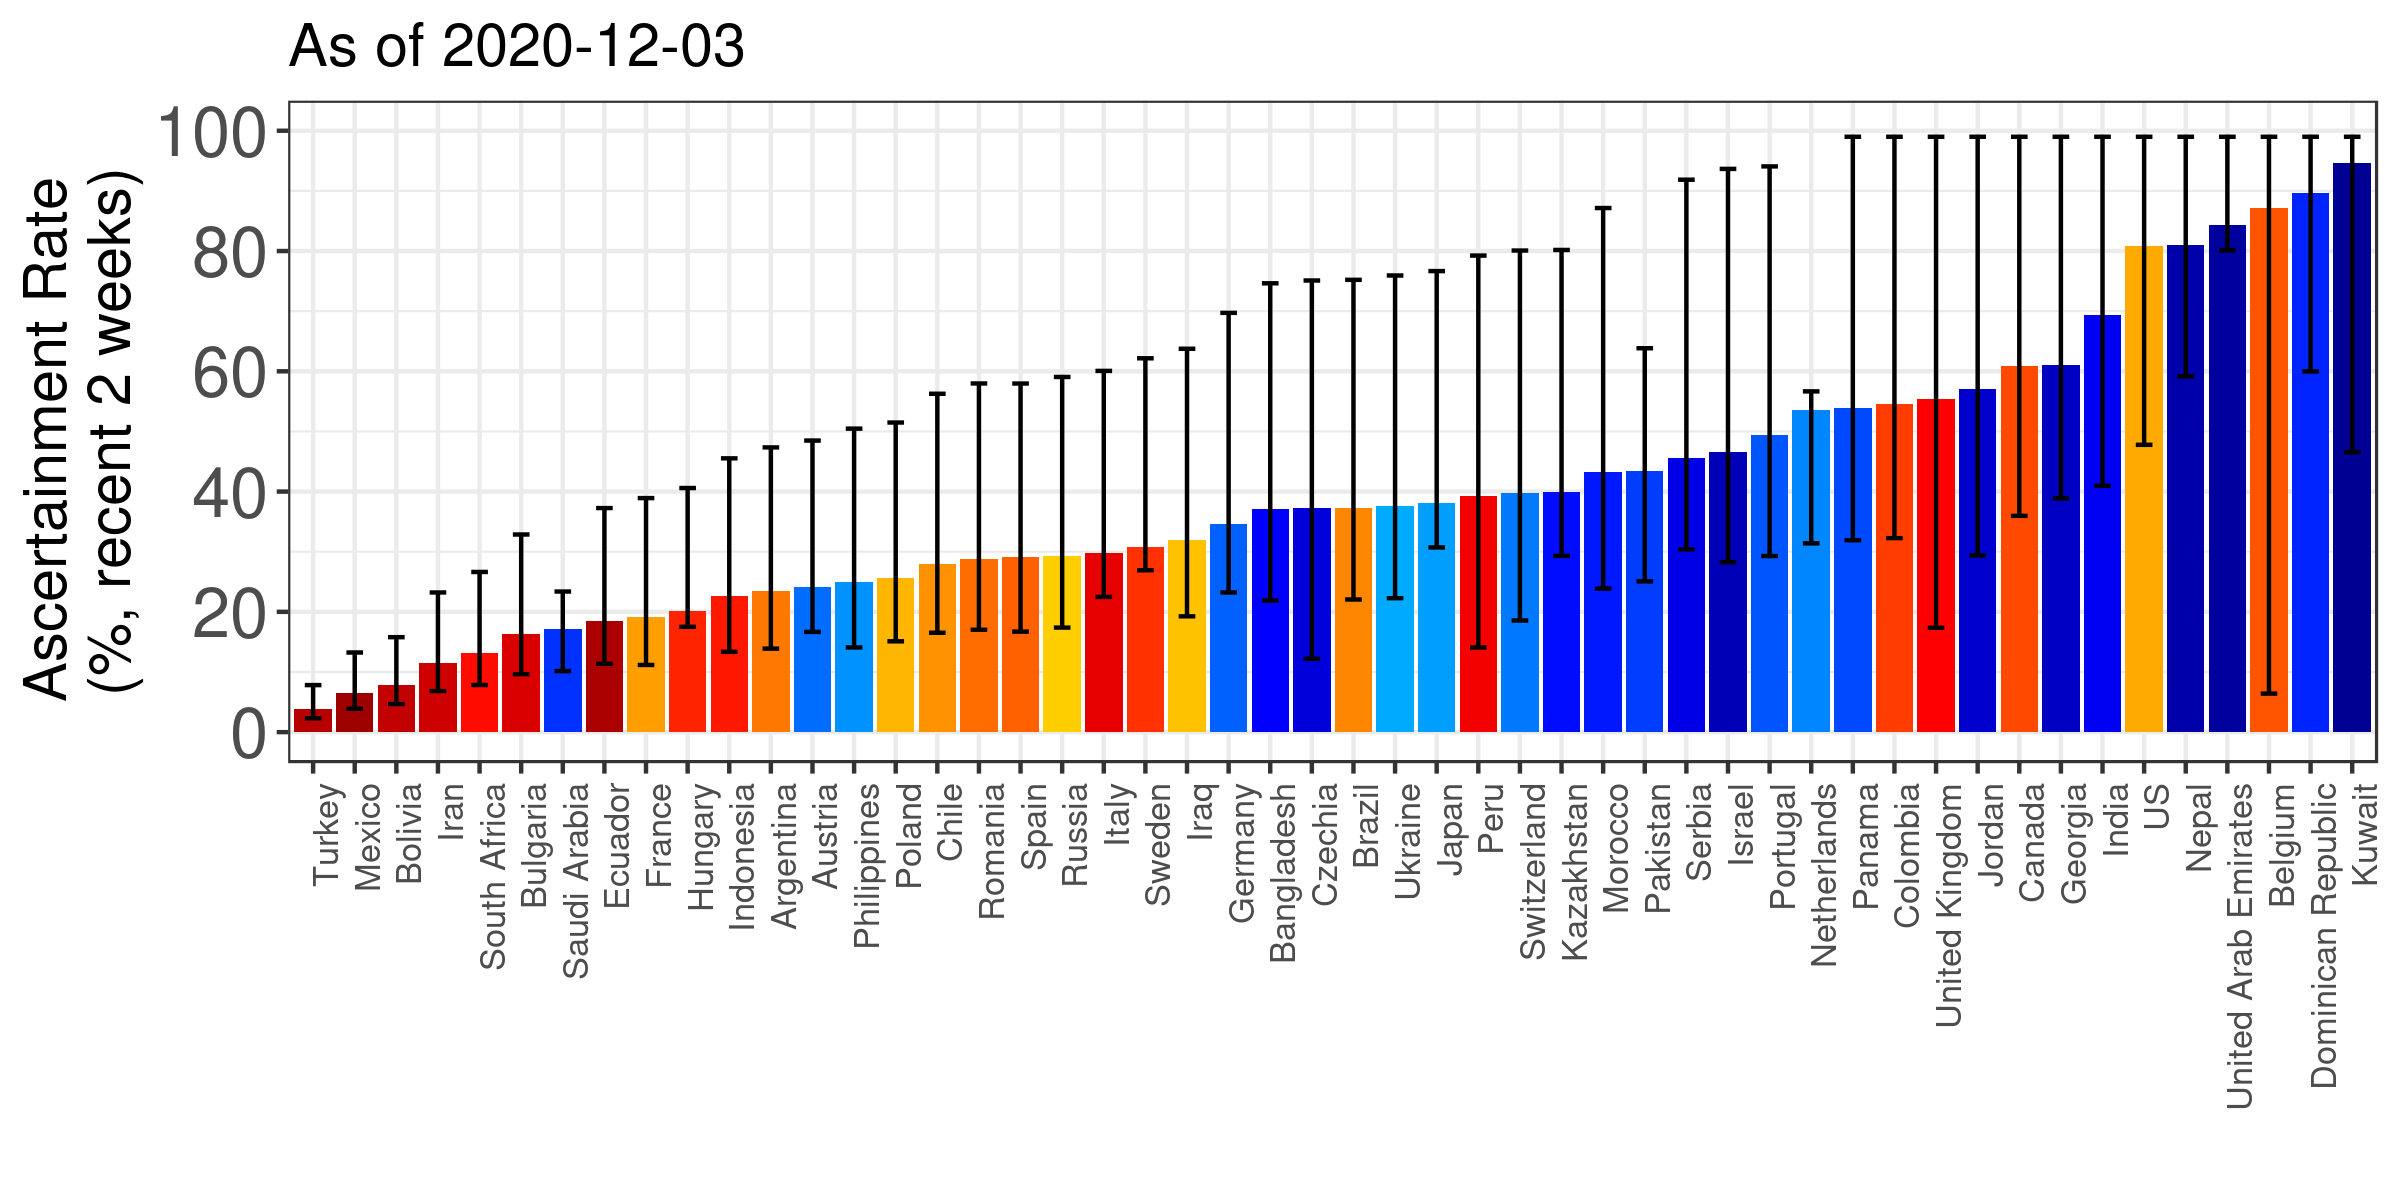 As of 2020-12-03
Ascertainment Rate
(%, recent 2 weeks)
100
80
60
40
20
0
Turkey
Mexico
Bolivia
Iran
South Africa
Bulgaria
Saudi Arabia
Ecuador
France
Hungary
Indonesia
Argentina
Austria
Philippines
Poland
Chile
Romania
Spain
Russia
Italy
Sweden
Iraq
Germany
Bangladesh
Czechia
Brazil
Ukraine
Japan
Peru
Switzerland
Kazakhstan
Morocco
Pakistan
Serbia
Israel
Portugal
Netherlands
Panama
Colombia
United Kingdom
Jordan
Canada
Georgia
India
US
Nepal
United Arab Emirates
Belgium
Dominican Republic
Kuwait